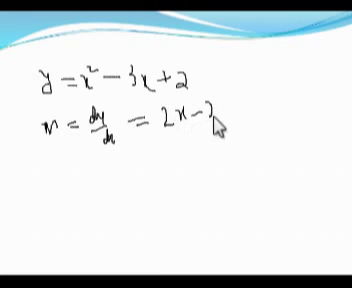 y = x² - 3x + 2
m = dy/dx = 2x - 3